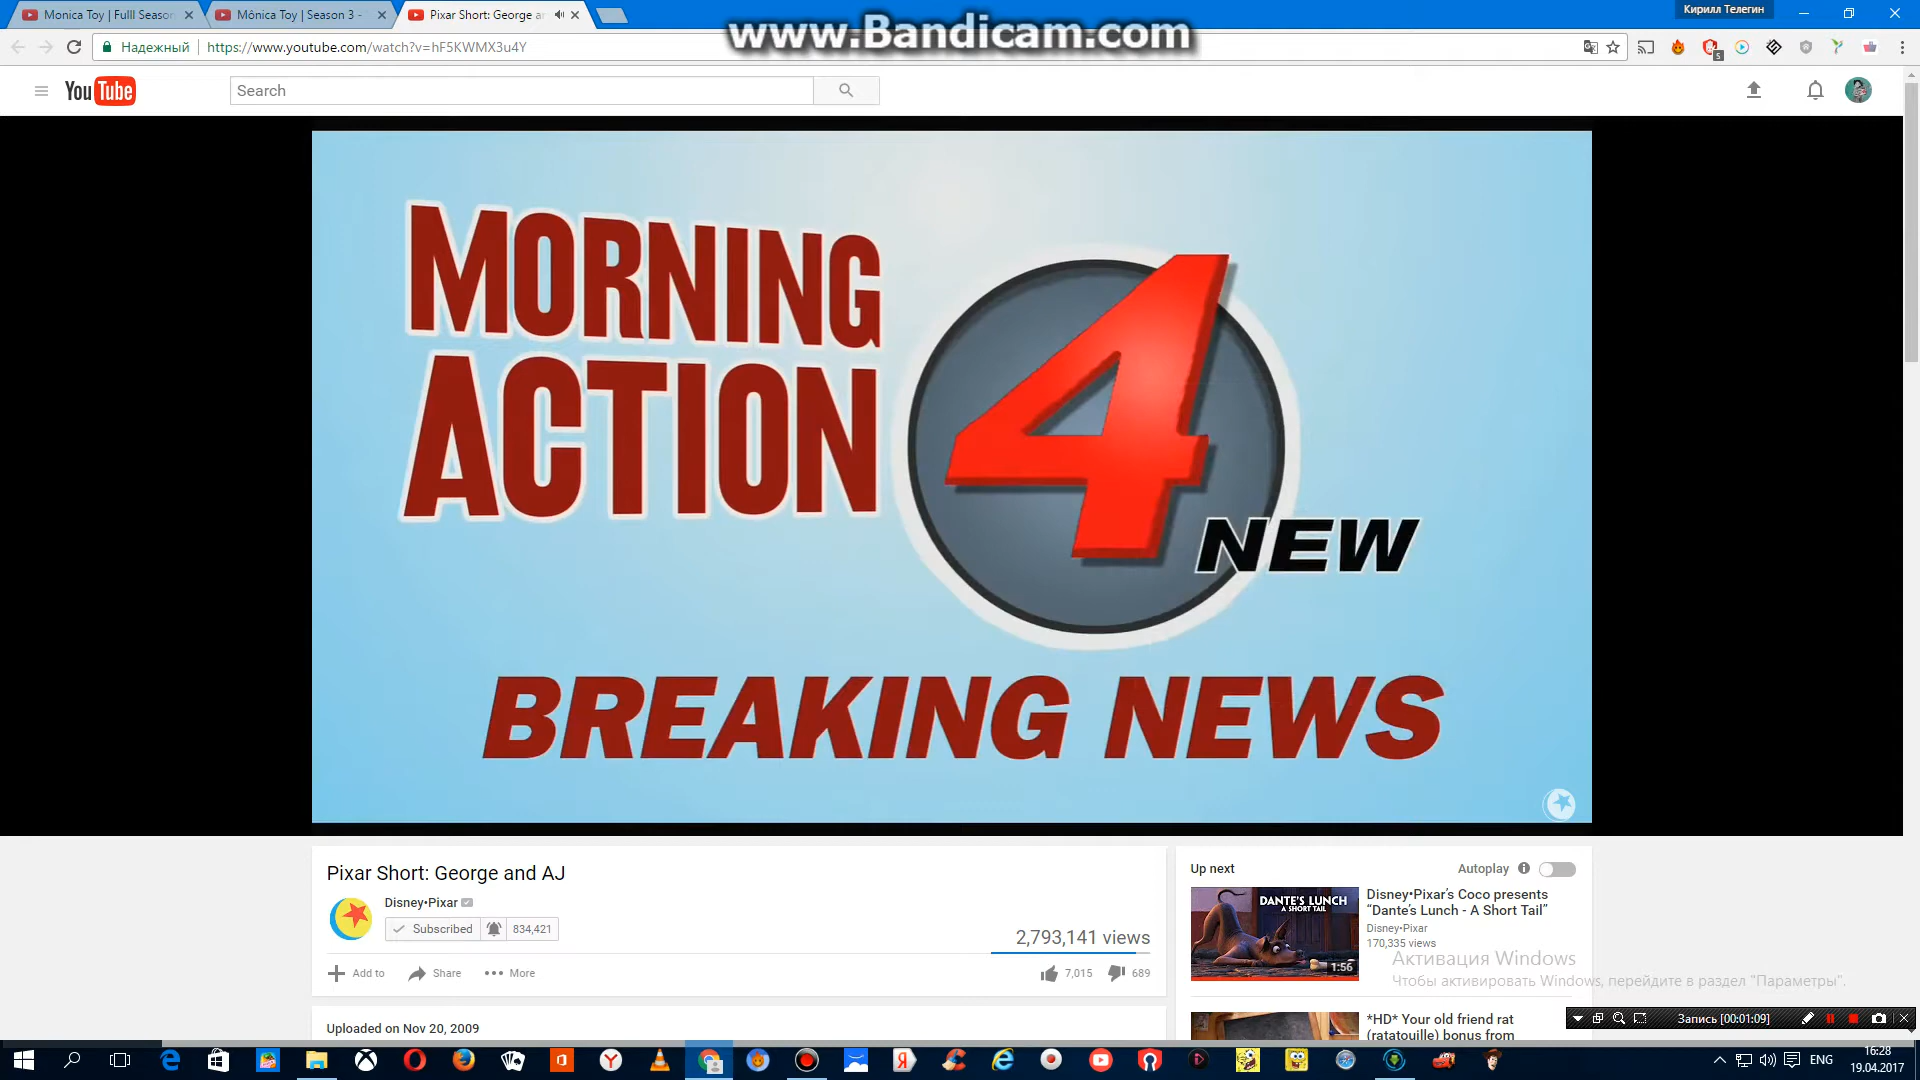 Кирилл Телегин
Monica Toy | Fulll Season
Mônica Toy | Season 3 -
Pixar Short: George an
www.Bandicam.com
Надежный
https://www.youtube.com/watch?v=hF5KWMX3u4Y
5
YouTube
Search
MORNING
ACTION
4
NEW
BREAKING NEWS
Pixar Short: George and AJ
Disney•Pixar
Subscribed
834,421
2,793,141 views
Add to
Share
More
7,015
689
Uploaded on Nov 20, 2009
Up next
Autoplay
DANTE'S LUNCH
A SHORT TAIL
1:56
Disney•Pixar's Coco presents
“Dante's Lunch - A Short Tail”
Disney•Pixar
170,335 views
*HD* Your old friend rat
(ratatouille) bonus from
Активация Windows
Чтобы активировать Windows, перейдите в раздел "Параметры".
Запись [00:01:09]
ENG
16:28
19.04.2017